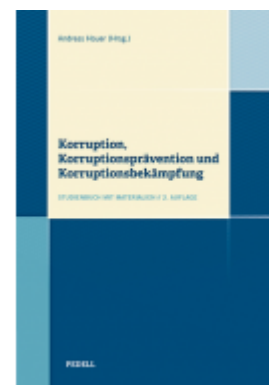 Andreas Hauer (Hrsg.)
Korruption,
Korruptionsprävention und
Korruptionsbekämpfung
STUDIENBUCH MIT MATERIALIEN // 2. AUFLAGE
PEDELL